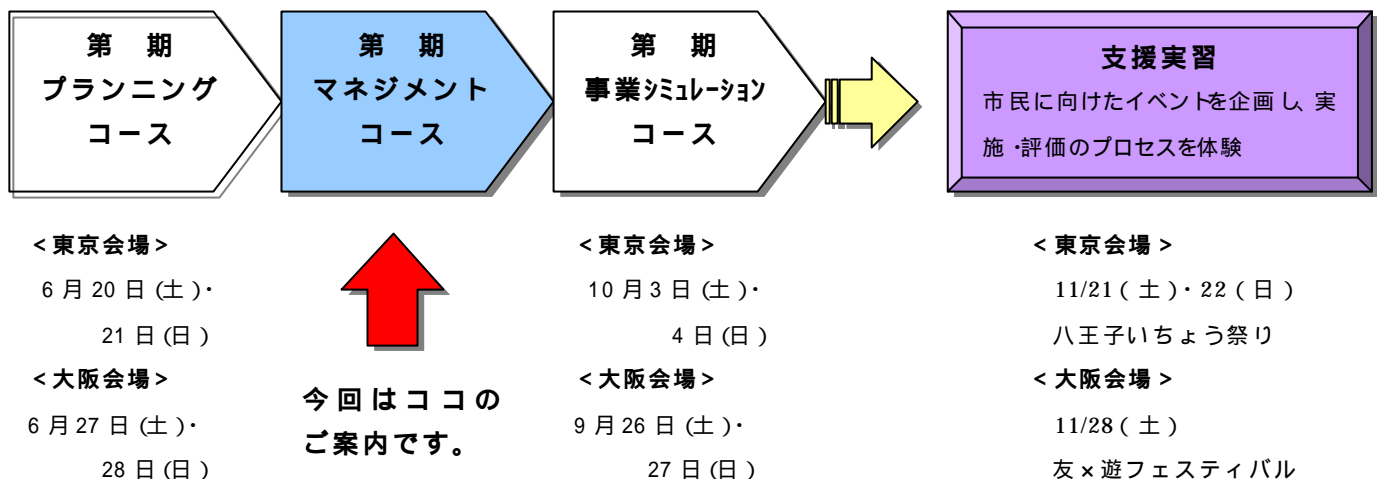 第　期
プランニング
コース
第　期
マネジメント
コース
第　期
事業ｼﾐｭﾚｰｼｮﾝ
コース
支援実習
市民に向けたイベントを企画し、実
施・評価のプロセスを体験
<東京会場>
6月20日(土)・
21日(日)
<大阪会場>
6月27日(土)・
28日(日)
今回はココの
ご案内です。
<東京会場>
10月3日(土)・
4日(日)
<大阪会場>
9月26日(土)・
27日(日)
<東京会場>
11/21(土)・22(日)
八王子いちょう祭り
<大阪会場>
11/28(土)
友×遊フェスティバル